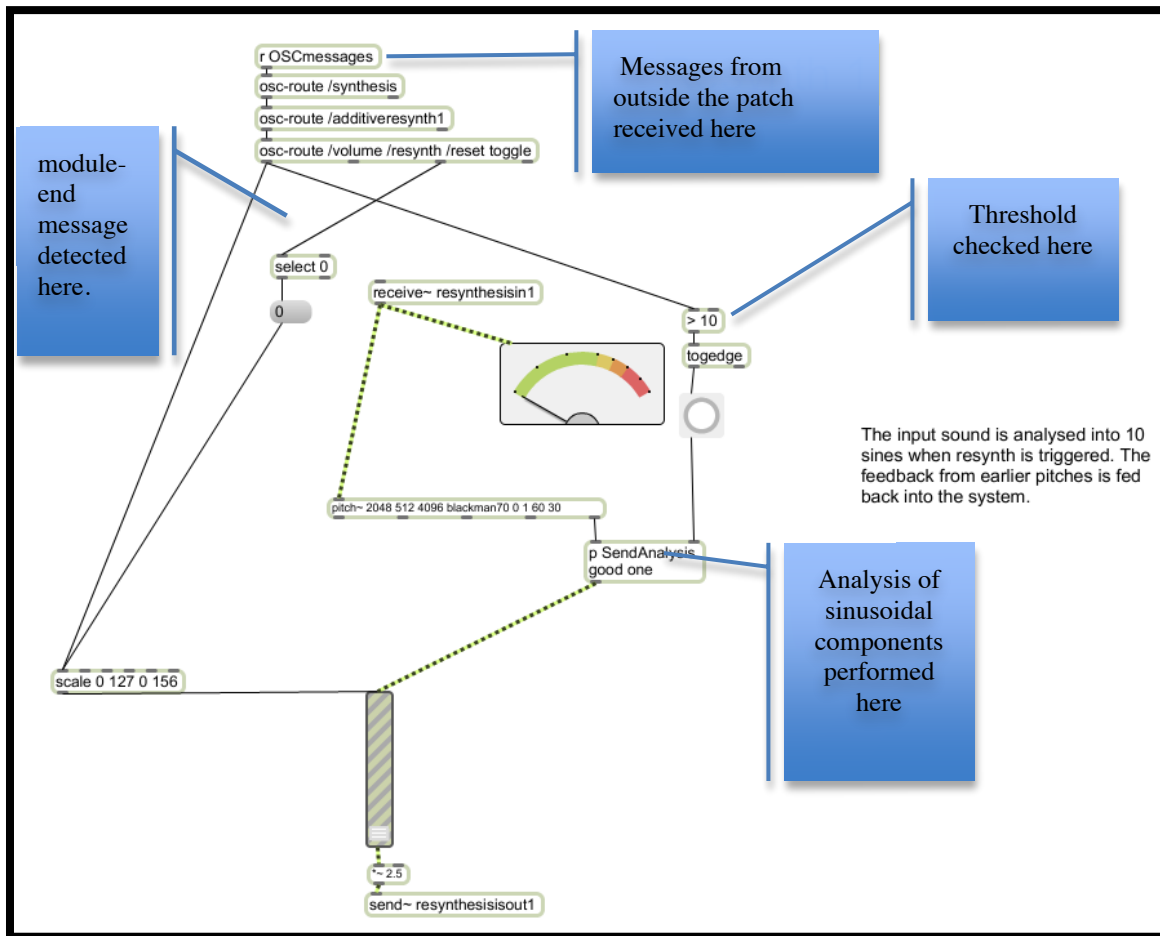 r OSCmessages
osc-route /synthesis
osc-route /additiveresynth1
osc-route /volume /resynth /reset toggle
Messages from
outside the patch
received here
module-
end
message
detected
here.
Threshold
checked here
select 0
0
receive~ resynthesisin1
> 10
togedge
The input sound is analysed into 10
sines when resynth is triggered. The
feedback from earlier pitches is fed
back into the system.
pitch~ 2048 512 4096 blackman70 0 1 60 30
p SendAnalysis
good one
Analysis of
sinusoidal
components
performed
here
scale 0 127 0 156
*~ 2.5
send~ resynthesisisout1